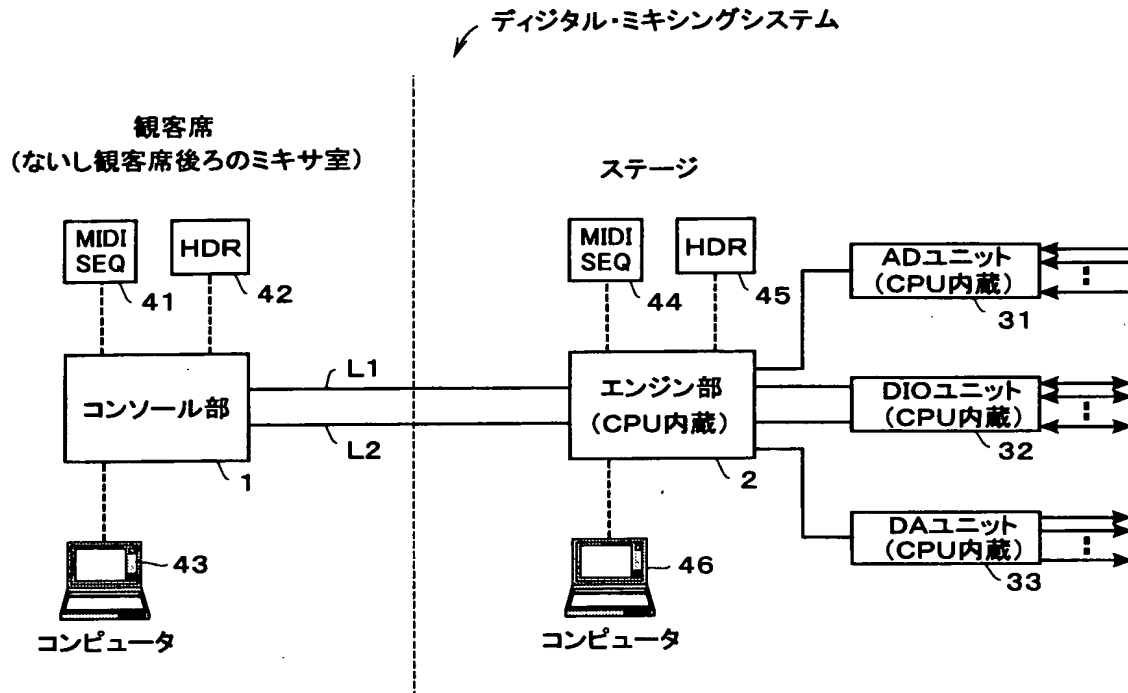 ディジタル・ミキシングシステム
観客席
(ないし観客席後ろのミキサ室)
ステージ
MIDI
SEQ
41
HDR
42
MIDI
SEQ
44
HDR
45
ADユニット
(CPU内蔵)
31
コンソール部
1
L1
L2
エンジン部
(CPU内蔵)
2
DIOユニット
(CPU内蔵)
32
DAユニット
(CPU内蔵)
33
43
コンピュータ
46
コンピュータ